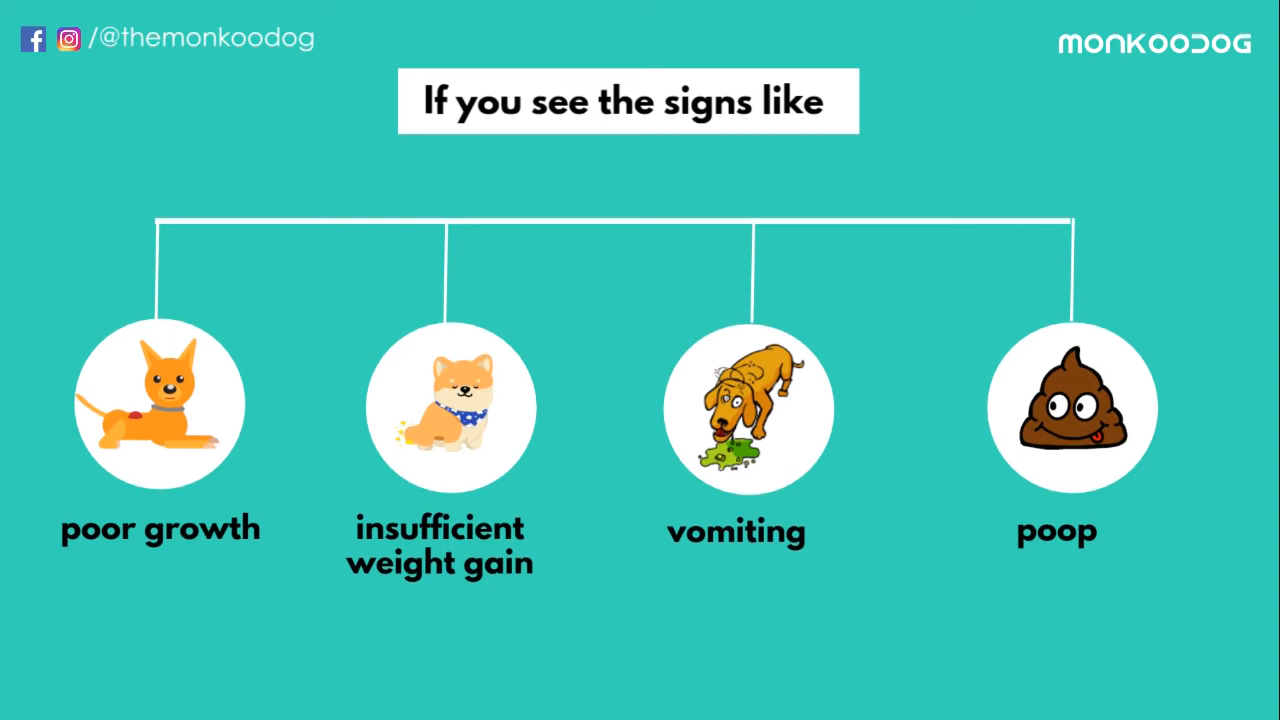 /@themonkoodog
MONKOODOG
If you see the signs like
poor growth
insufficient
weight gain
vomiting
poop